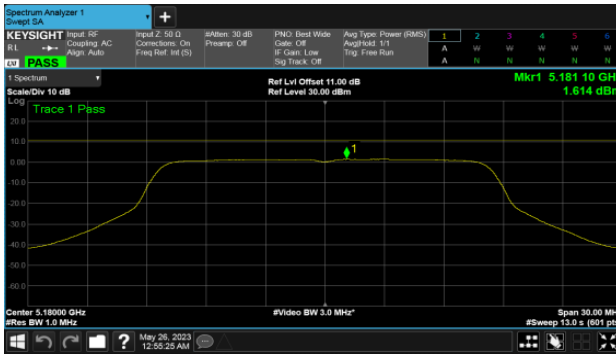 Spectrum Analyzer 1
Swept SA
+
KEYSIGHT Input: RF Input Z: 50 Ω #Atten: 30 dB PNO: Best Wide Avg Type: Power (RMS) 1 2 3 4 5 6
RL Coupling: AC Corrections: On Preamp: Off Gate: Off Avg|Hold: 1/1 A W W W W W
Align: Auto Freq Ref: Int (S) IF Gain: Low Trig: Free Run A N N N N N
Sig Track: Off
LXI PASS
1 Spectrum Ref Lvl Offset 11.00 dB Mkr1 5.181 10 GH
Scale/Div 10 dB Ref Level 30.00 dBm 1.614 dBr
Log
Trace 1 Pass
20.0
10.0
0.00
-10.0
-20.0
-30.0
-40.0
-50.0
-60.0
1
Center 5.18000 GHz #Video BW 3.0 MHz* Span 30.00 MH
#Res BW 1.0 MHz #Sweep 13.0 s (601 pts
? May 26, 2023
12:55:25 AM